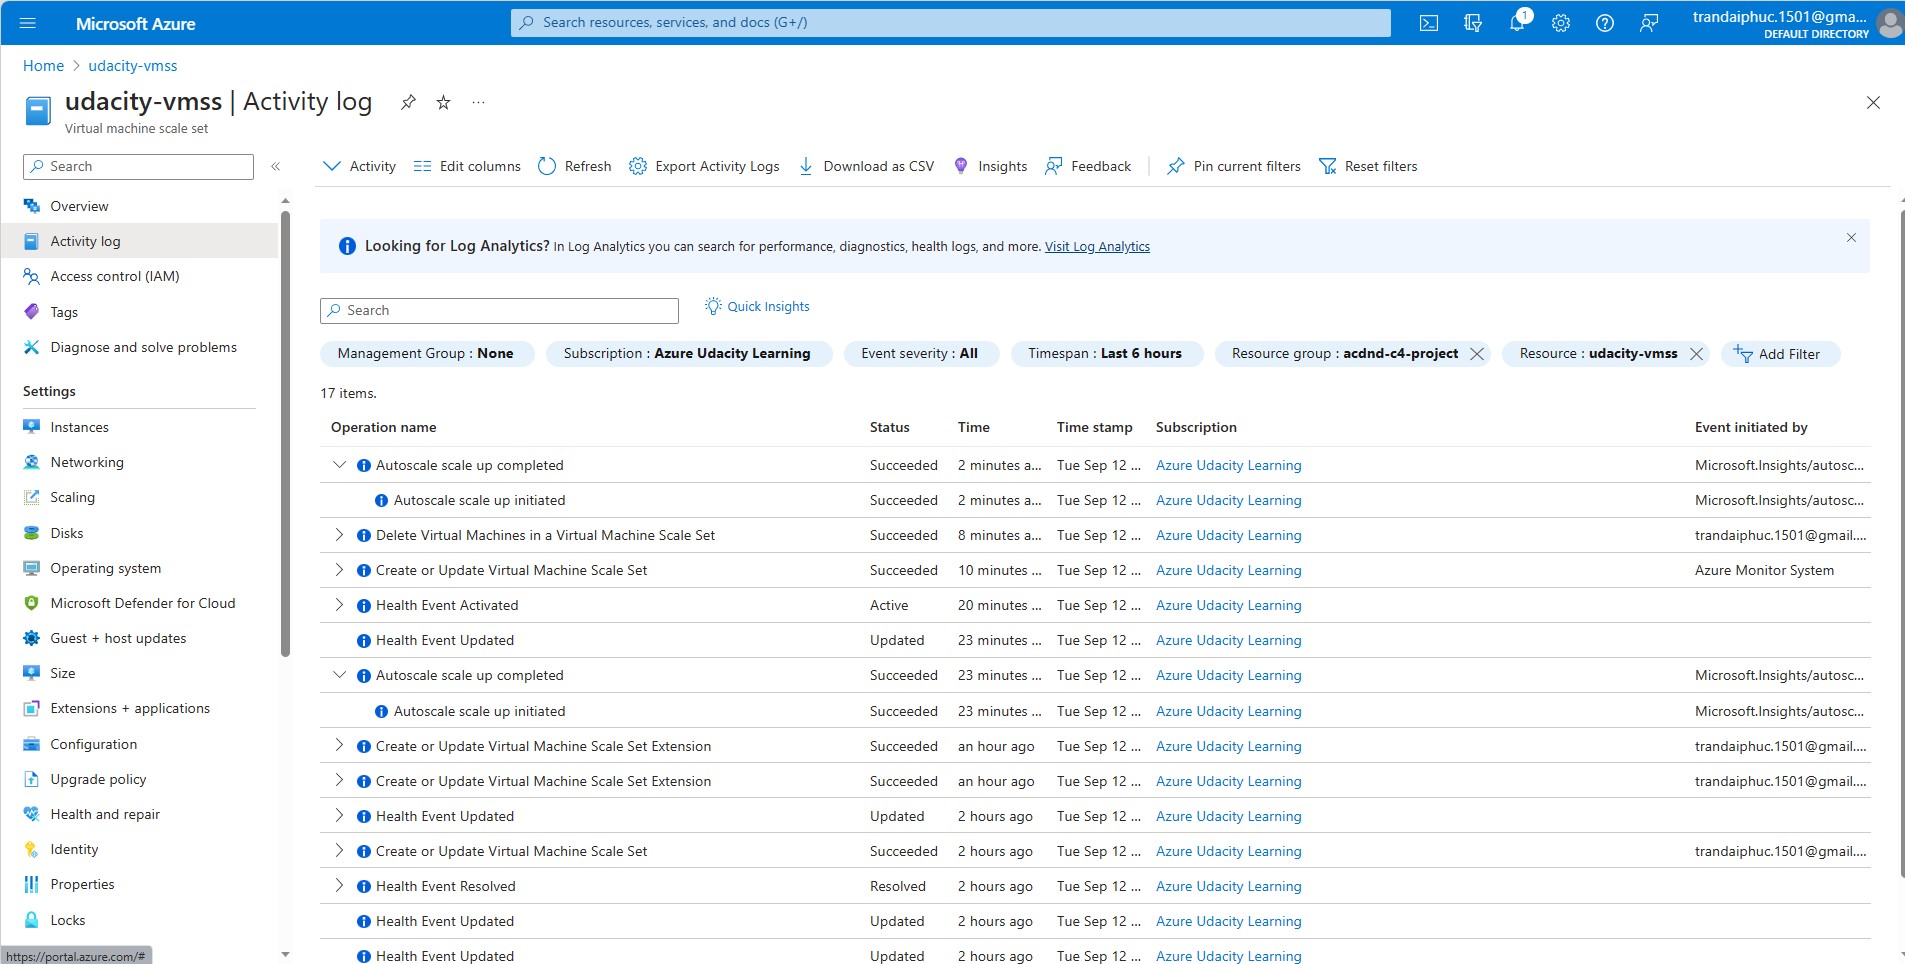 Microsoft Azure
Search resources, services, and docs (G+/)
1
trandaiphuc.1501@gma...
DEFAULT DIRECTORY
Home > udacity-vmss
udacity-vmss | Activity log
...
Virtual machine scale set
Search
«
Overview
Activity log
Access control (IAM)
Tags
Diagnose and solve problems
Settings
Instances
Networking
Scaling
Disks
Operating system
Microsoft Defender for Cloud
Guest + host updates
Size
Extensions + applications
Configuration
Upgrade policy
Health and repair
Identity
Properties
Locks
https://portal.azure.com/#
Activity Edit columns Refresh Export Activity Logs Download as CSV Insights Feedback Pin current filters Reset filters
Looking for Log Analytics? In Log Analytics you can search for performance, diagnostics, health logs, and more. Visit Log Analytics
Search
Quick Insights
Management Group : None Subscription : Azure Udacity Learning Event severity : All Timespan : Last 6 hours Resource group : acdnd-c4-project Resource : udacity-vmss Add Filter
17 items.
Operation name Status Time Time stamp Subscription Event initiated by
Autoscale scale up completed Succeeded 2 minutes a... Tue Sep 12 ... Azure Udacity Learning Microsoft.Insights/autosc...
Autoscale scale up initiated Succeeded 2 minutes a... Tue Sep 12 ... Azure Udacity Learning Microsoft.Insights/autosc...
Delete Virtual Machines in a Virtual Machine Scale Set Succeeded 8 minutes a... Tue Sep 12 ... Azure Udacity Learning trandaiphuc.1501@gmail....
Create or Update Virtual Machine Scale Set Succeeded 10 minutes ... Tue Sep 12 ... Azure Udacity Learning Azure Monitor System
Health Event Activated Active 20 minutes ... Tue Sep 12 ... Azure Udacity Learning
Health Event Updated Updated 23 minutes ... Tue Sep 12 ... Azure Udacity Learning
Autoscale scale up completed Succeeded 23 minutes ... Tue Sep 12 ... Azure Udacity Learning Microsoft.Insights/autosc...
Autoscale scale up initiated Succeeded 23 minutes ... Tue Sep 12 ... Azure Udacity Learning Microsoft.Insights/autosc...
Create or Update Virtual Machine Scale Set Extension Succeeded an hour ago Tue Sep 12 ... Azure Udacity Learning trandaiphuc.1501@gmail....
Create or Update Virtual Machine Scale Set Extension Succeeded an hour ago Tue Sep 12 ... Azure Udacity Learning trandaiphuc.1501@gmail....
Health Event Updated Updated 2 hours ago Tue Sep 12 ... Azure Udacity Learning
Create or Update Virtual Machine Scale Set Succeeded 2 hours ago Tue Sep 12 ... Azure Udacity Learning trandaiphuc.1501@gmail....
Health Event Resolved Resolved 2 hours ago Tue Sep 12 ... Azure Udacity Learning
Health Event Updated Updated 2 hours ago Tue Sep 12 ... Azure Udacity Learning
Health Event Updated Updated 2 hours ago Tue Sep 12 ... Azure Udacity Learning